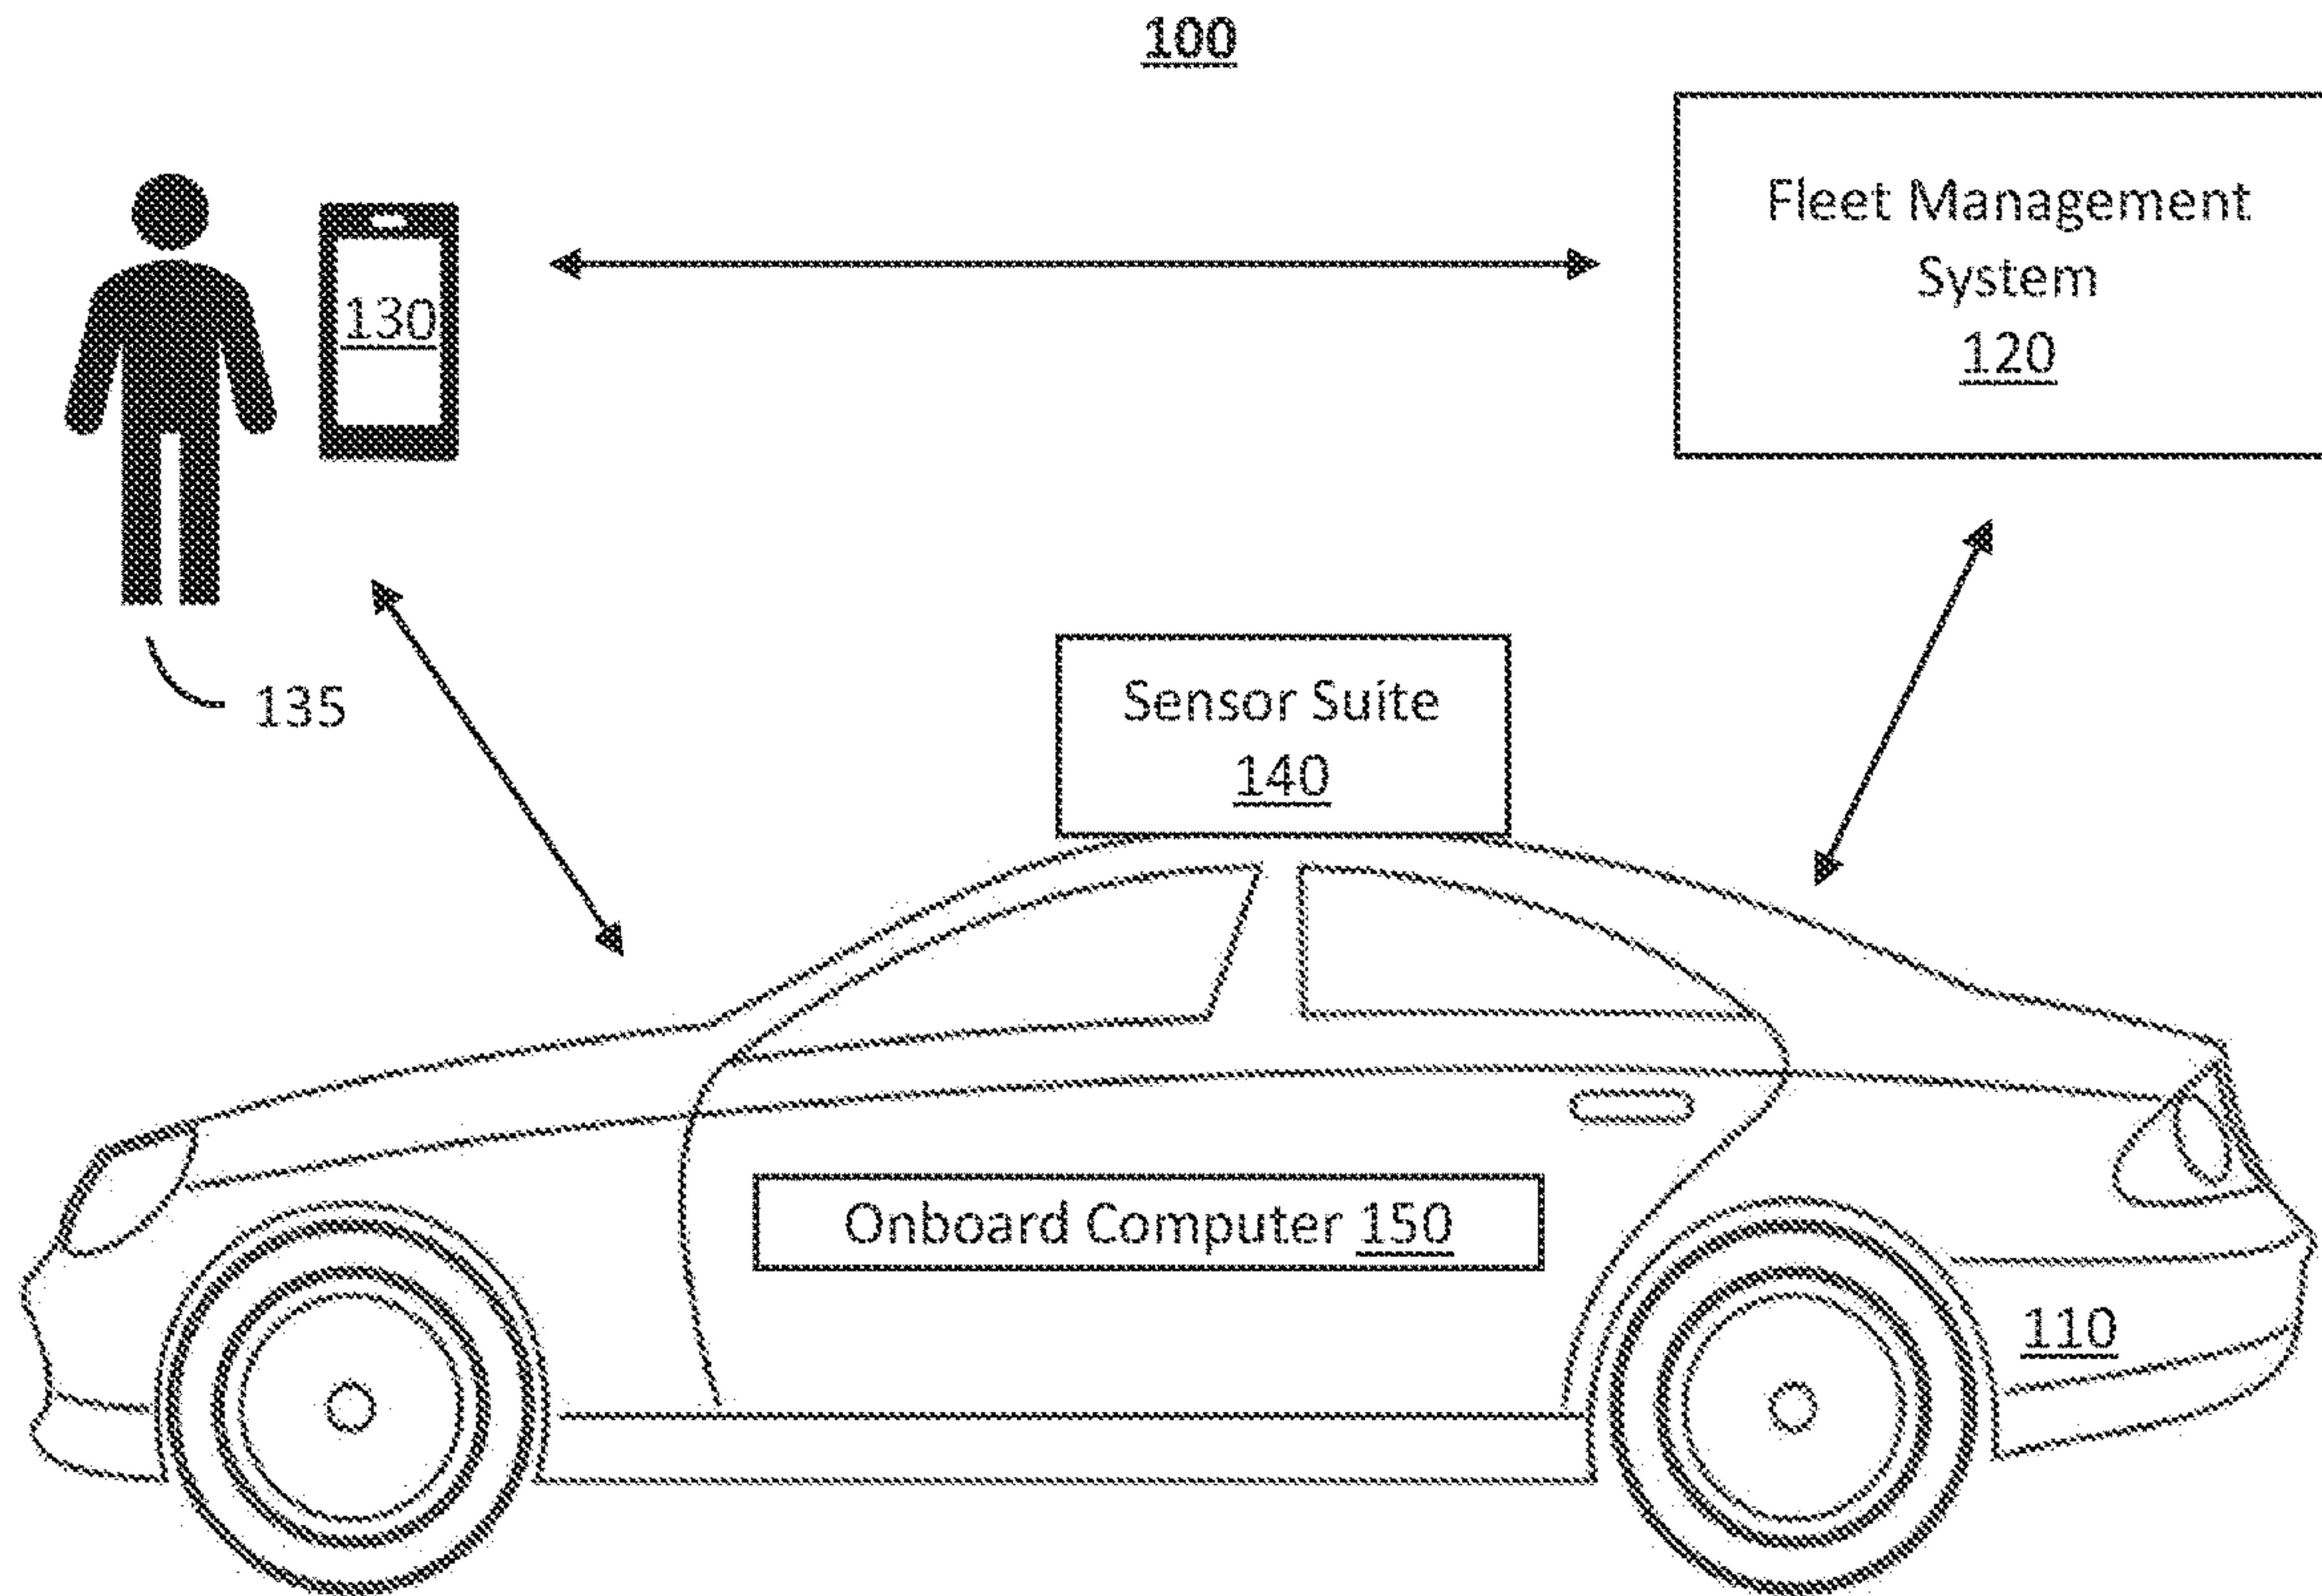 100
Fleet Management
System
120
130
135
Sensor Suite
140
Onboard Computer 150
110